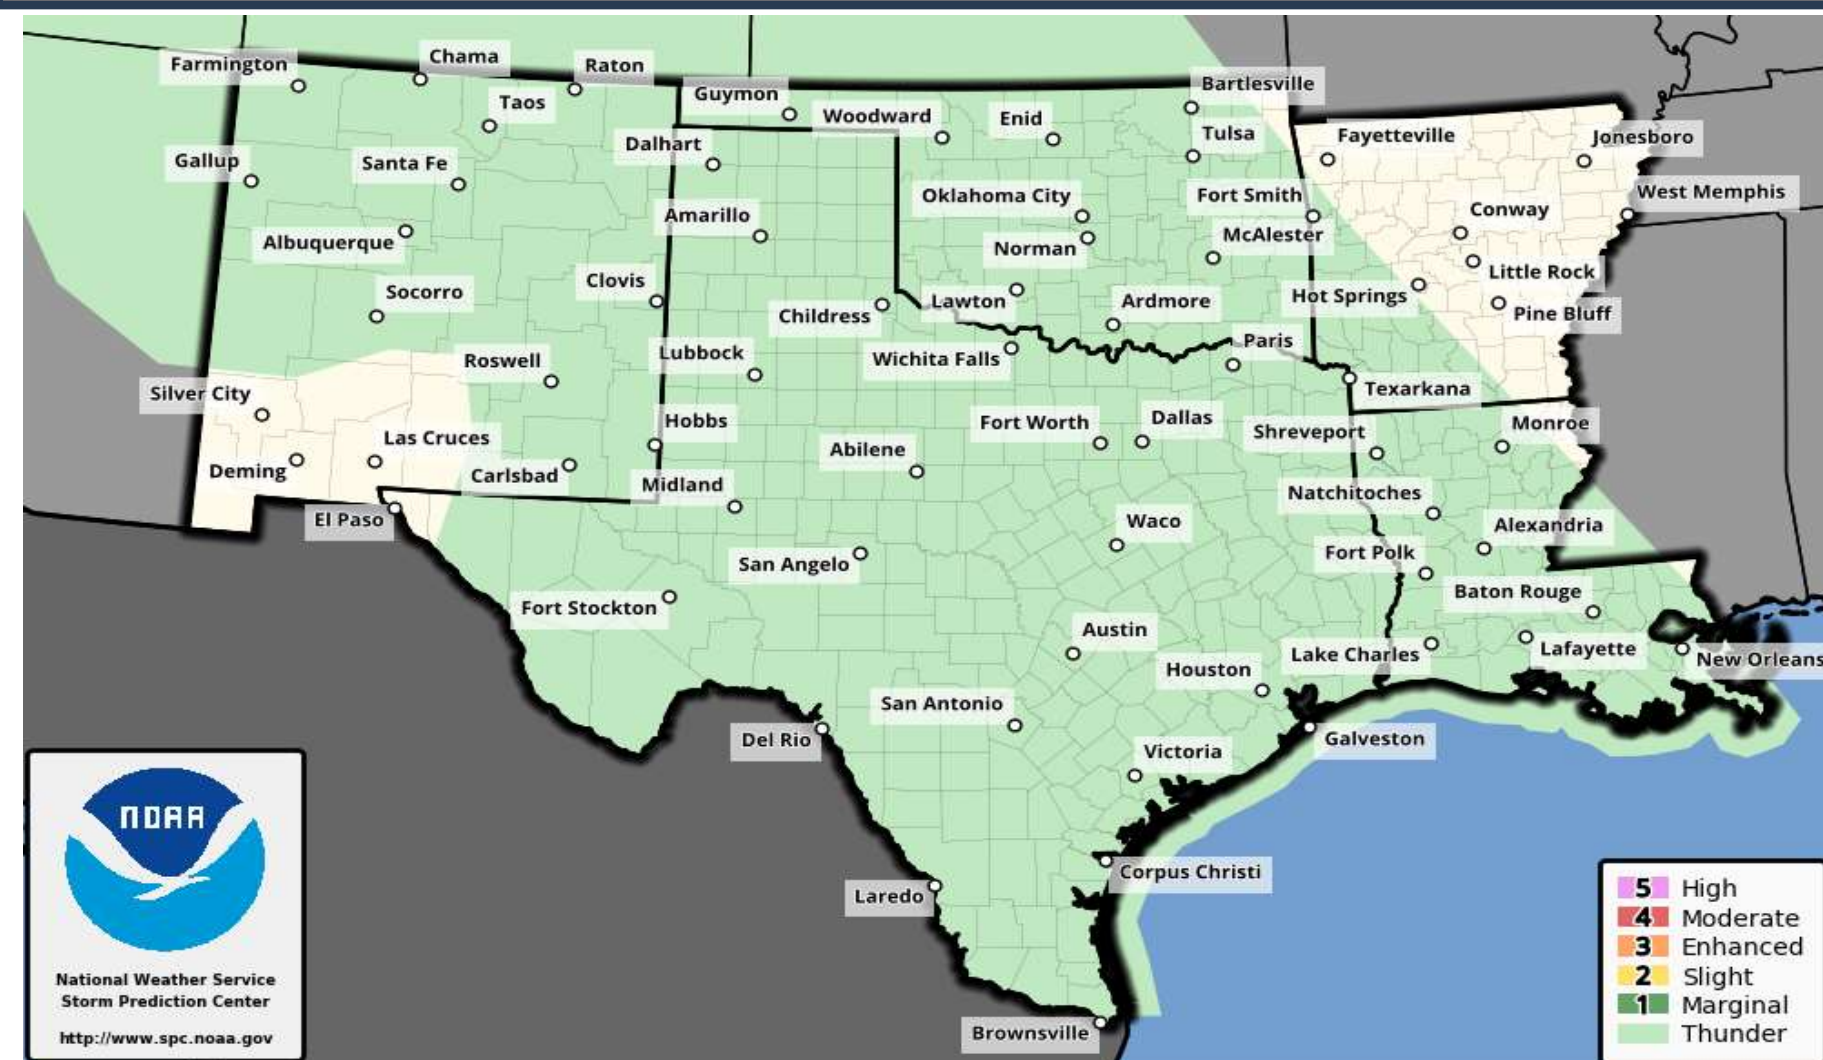 Farmington
Chama
Raton
Guymon
Bartlesville
Taos
Woodward
Enid
Tulsa
Fayetteville
Jonesboro
Dalhart
Gallup
Santa Fe
Oklahoma City
Fort Smith
West Memphis
Amarillo
Conway
Albuquerque
Norman
McAlester
Socorro
Clovis
Little Rock
Lawton
Ardmore
Hot Springs
Childress
Pine Bluff
Roswell
Lubbock
Wichita Falls
Paris
Silver City
Texarkana
Hobbs
Fort Worth
Dallas
Monroe
Las Cruces
Abilene
Shreveport
Deming
Carlsbad
Midland
Natchitoches
El Paso
Waco
Alexandria
San Angelo
Fort Polk
Fort Stockton
Baton Rouge
Austin
Houston
Lake Charles
Lafayette
New Orleans
San Antonio
Del Rio
Galveston
Victoria
Corpus Christi
Laredo
Brownsville
NOAA
National Weather Service
Storm Prediction Center
http://www.spc.noaa.gov
5 High
4 Moderate
3 Enhanced
2 Slight
1 Marginal
Thunder